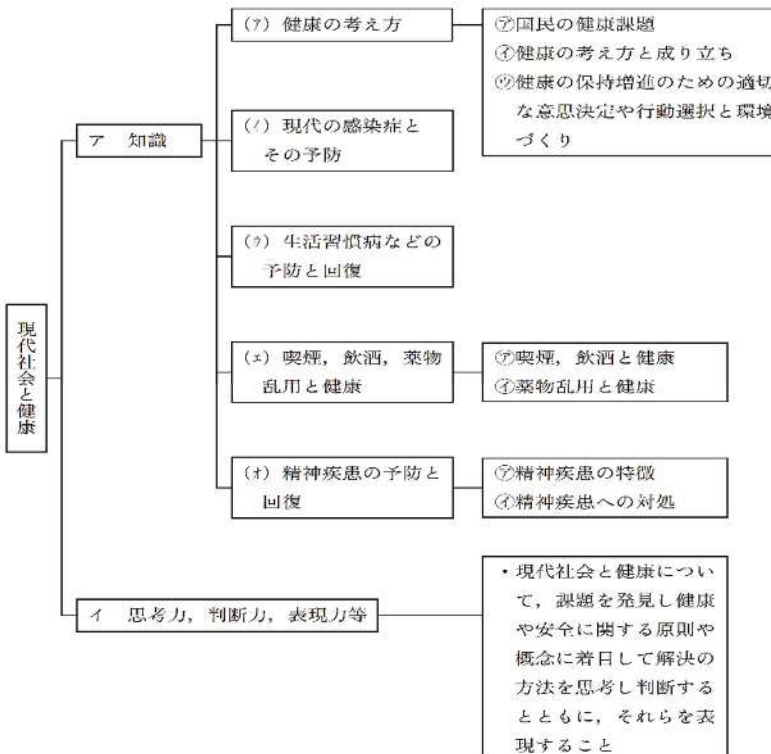 現代社会と健康
ア 知識
(ｱ) 健康の考え方
㋐国民の健康課題
㋑健康の考え方と成り立ち
㋒健康の保持増進のための適切
な意思決定や行動選択と環境
づくり
(ｲ) 現代の感染症と
その予防
(ｳ) 生活習慣病などの
予防と回復
(ｴ) 喫煙，飲酒，薬物
乱用と健康
㋐喫煙，飲酒と健康
㋑薬物乱用と健康
(ｵ) 精神疾患の予防と
回復
㋐精神疾患の特徴
㋑精神疾患への対処
イ 思考力，判断力，表現力等
・現代社会と健康につい
て，課題を発見し健康
や安全に関する原則や
概念に着目して解決の
方法を思考し判断する
とともに，それらを表
現すること